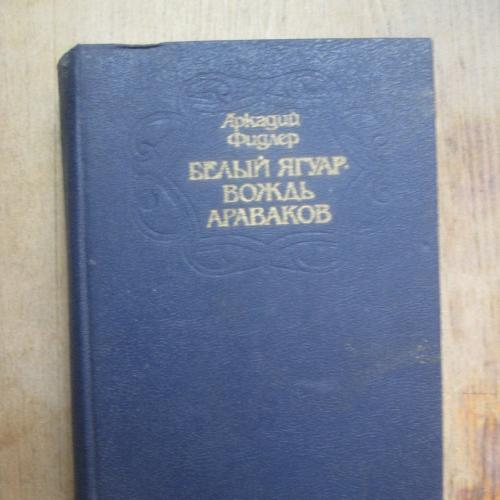 Аркадий
Фидлер
БЕЛЫЙ ЯГУАР-
ВОЖДЬ
АРАВАКОВ